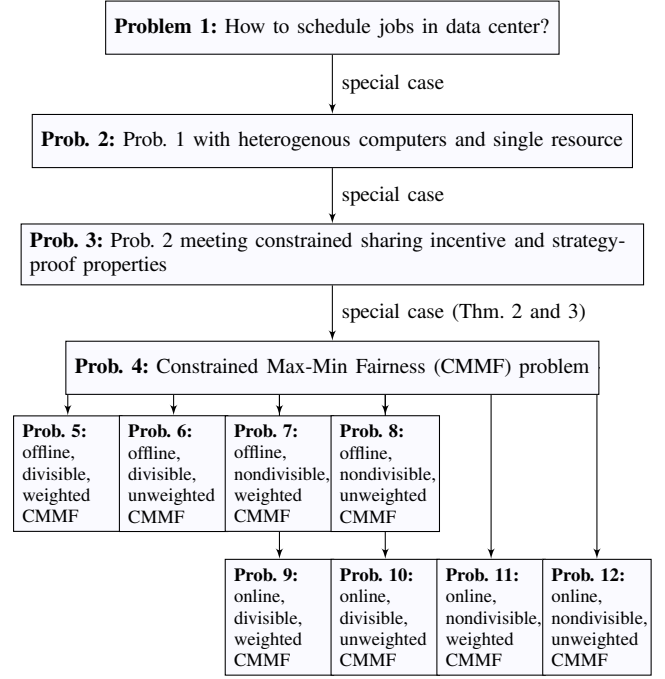 Problem 1: How to schedule jobs in data center?
special case
Prob. 2: Prob. 1 with heterogenous computers and single resource
special case
Prob. 3: Prob. 2 meeting constrained sharing incentive and strategy-
proof properties
special case (Thm. 2 and 3)
Prob. 4: Constrained Max-Min Fairness (CMMF) problem
Prob. 5:
offline,
divisible,
weighted
CMMF
Prob. 6:
offline,
divisible,
unweighted
CMMF
Prob. 7:
offline,
nondivisible,
weighted
CMMF
Prob. 8:
offline,
nondivisible,
unweighted
CMMF
Prob. 9:
online,
divisible,
weighted
CMMF
Prob. 10:
online,
divisible,
unweighted
CMMF
Prob. 11:
online,
nondivisible,
weighted
CMMF
Prob. 12:
online,
nondivisible,
unweighted
CMMF